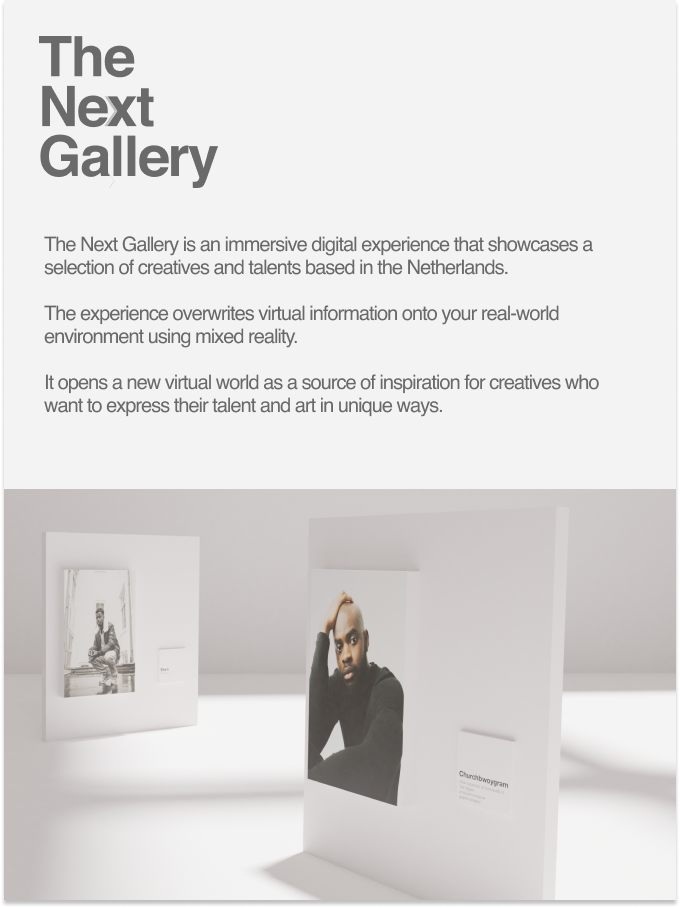 The
Next
Gallery
The Next Gallery is an immersive digital experience that showcases a
selection of creatives and talents based in the Netherlands.
The experience overwrites virtual information onto your real-world
environment using mixed reality.
It opens a new virtual world as a source of inspiration for creatives who
want to express their talent and art in unique ways.
Churchbwoygram